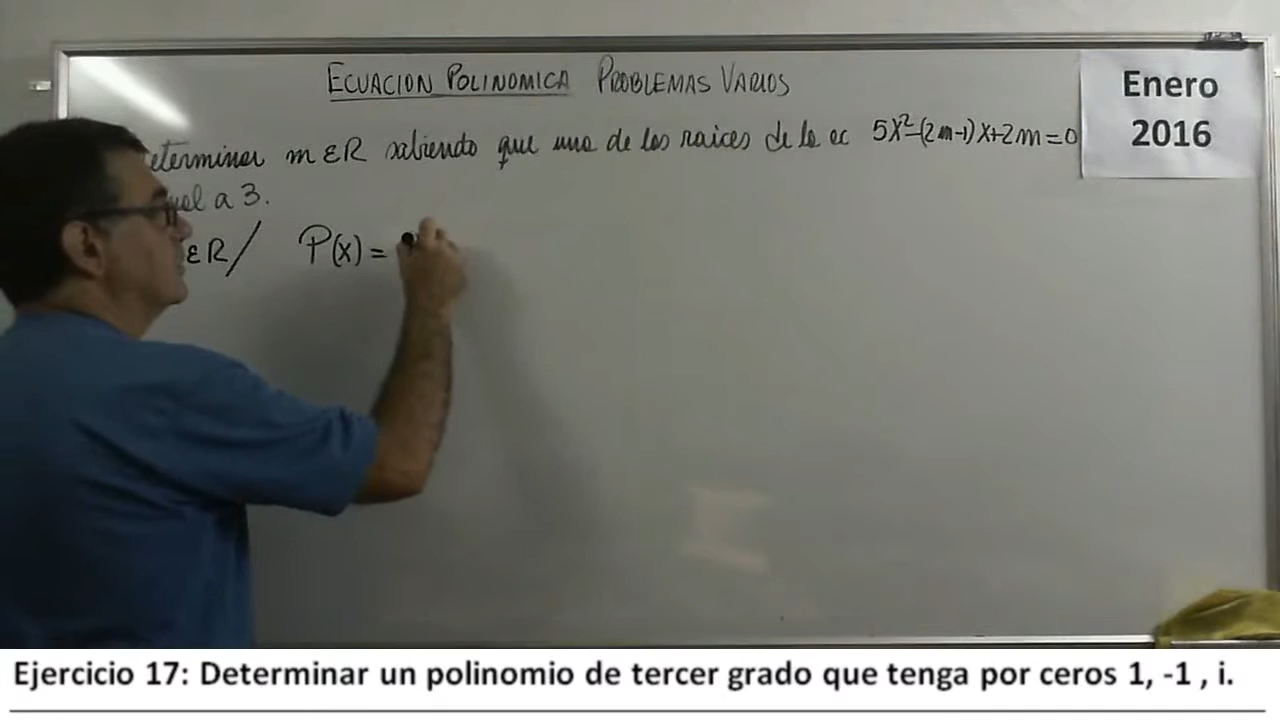 ECUACION POLINOMICA PROBLEMAS VARIOS
Enero
2016
eterminar m ε R sabiendo que una de las raices de la ec 5x²-(2m-1)x+2m=0
a 3.
ε R / P(x) =
Ejercicio 17: Determinar un polinomio de tercer grado que tenga por ceros 1, -1 , i.